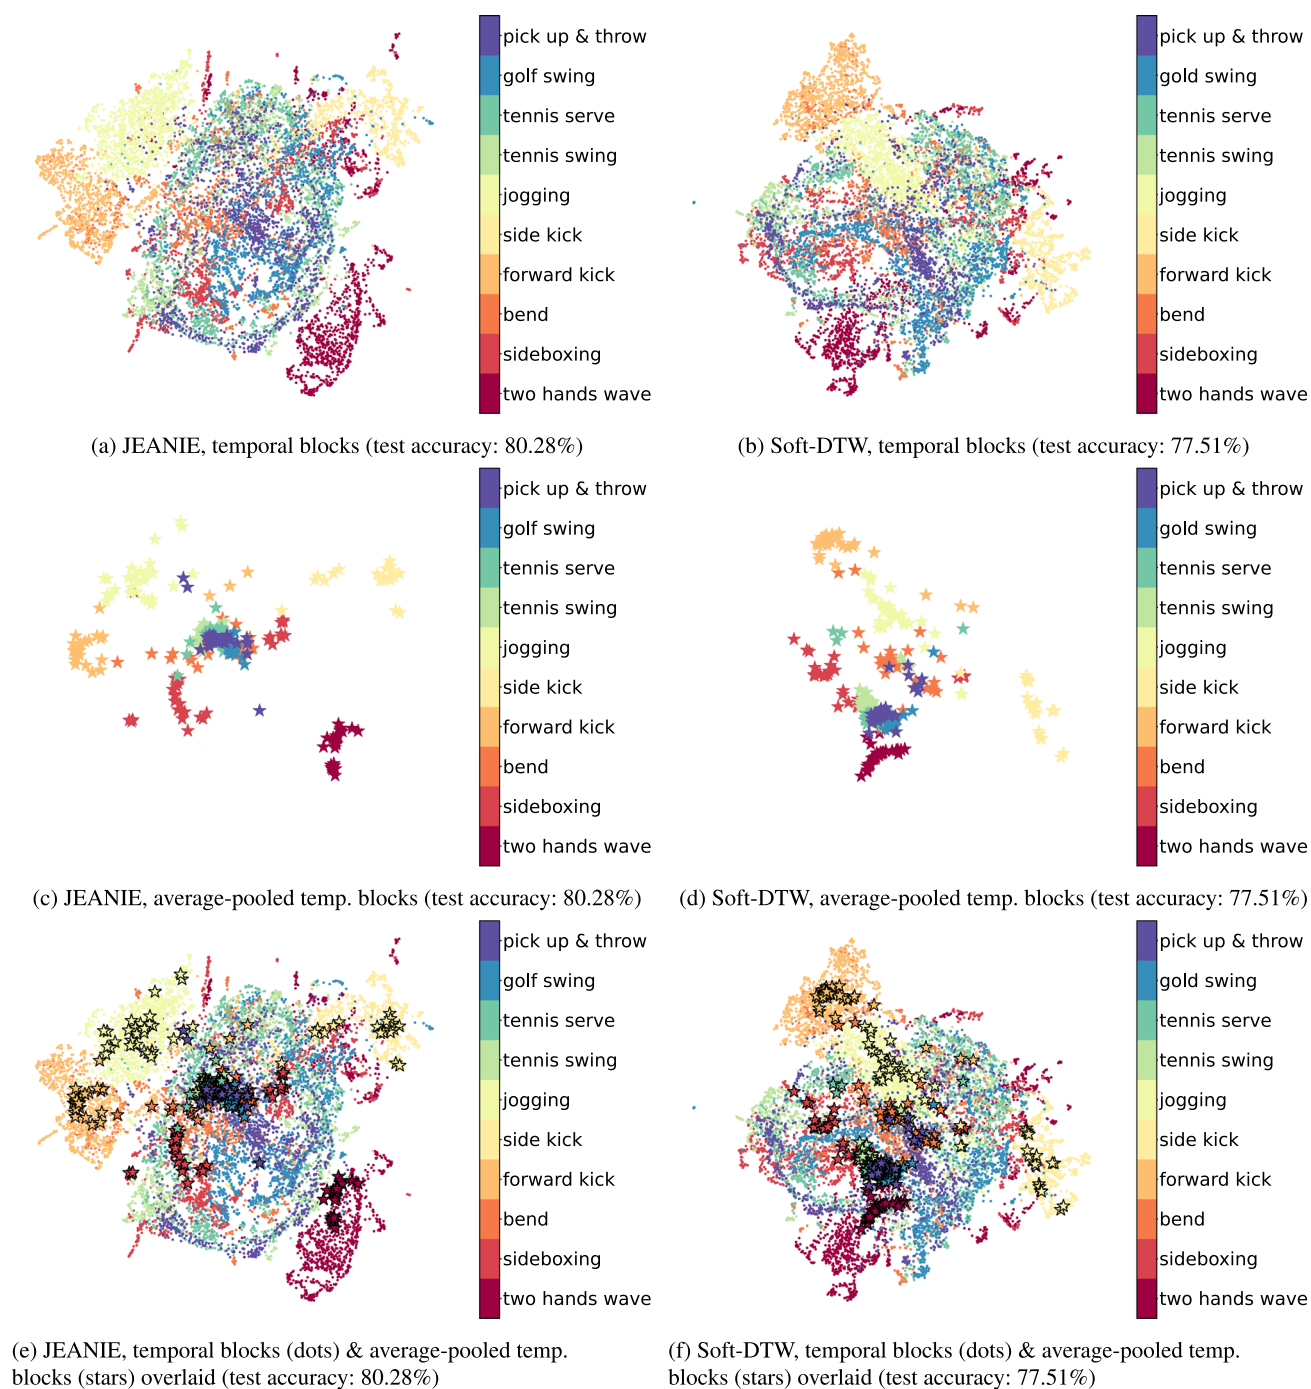 pick up & throw
golf swing
tennis serve
tennis swing
jogging
side kick
forward kick
bend
sideboxing
two hands wave
(a) JEANIE, temporal blocks (test accuracy: 80.28%)
pick up & throw
gold swing
tennis serve
tennis swing
jogging
side kick
forward kick
bend
sideboxing
two hands wave
(b) Soft-DTW, temporal blocks (test accuracy: 77.51%)
pick up & throw
golf swing
tennis serve
tennis swing
jogging
side kick
forward kick
bend
sideboxing
two hands wave
(c) JEANIE, average-pooled temp. blocks (test accuracy: 80.28%)
pick up & throw
gold swing
tennis serve
tennis swing
jogging
side kick
forward kick
bend
sideboxing
two hands wave
(d) Soft-DTW, average-pooled temp. blocks (test accuracy: 77.51%)
pick up & throw
golf swing
tennis serve
tennis swing
jogging
side kick
forward kick
bend
sideboxing
two hands wave
(e) JEANIE, temporal blocks (dots) & average-pooled temp.
blocks (stars) overlaid (test accuracy: 80.28%)
pick up & throw
gold swing
tennis serve
tennis swing
jogging
side kick
forward kick
bend
sideboxing
two hands wave
(f) Soft-DTW, temporal blocks (dots) & average-pooled temp.
blocks (stars) overlaid (test accuracy: 77.51%)